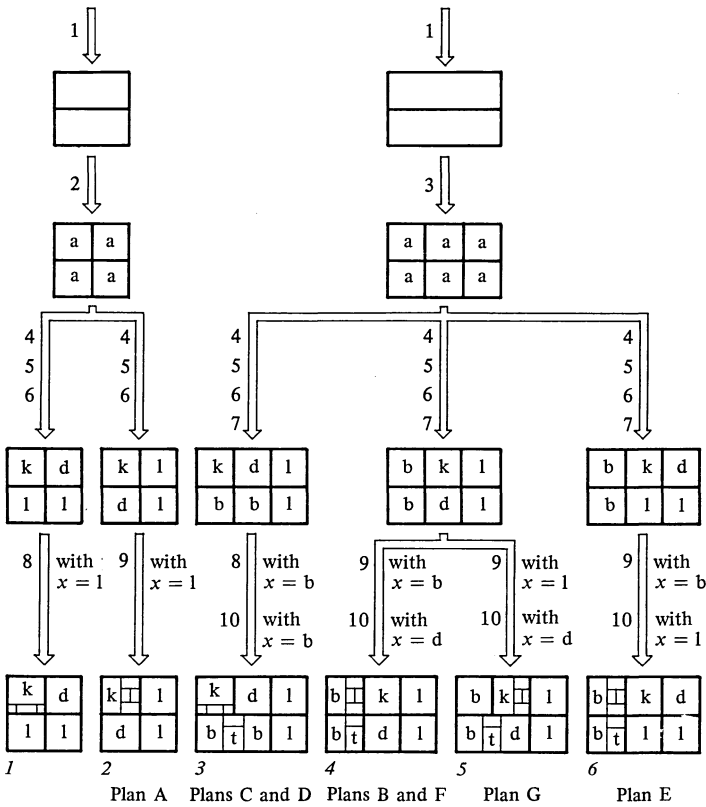 1 1
2 3
a a a a a
a a a a a
4 4 4 4 4
5 5 5 5 5
6 6 6 6 6
7 7 7
k d k l k d l b k l b k d
l l d l b b l b d l b l l
8 with 9 with 8 with 9 with 9 with 9 with
x = l x = l x = b x = b x = l x = b
10 with 10 with 10 with 10 with
x = b x = d x = d x = l
k d k l k d l b k l b k l b k d
l l d l b t b l b t d l b t d l b t l l
1 2 3 4 5 6
Plan A Plans C and D Plans B and F Plan G Plan E